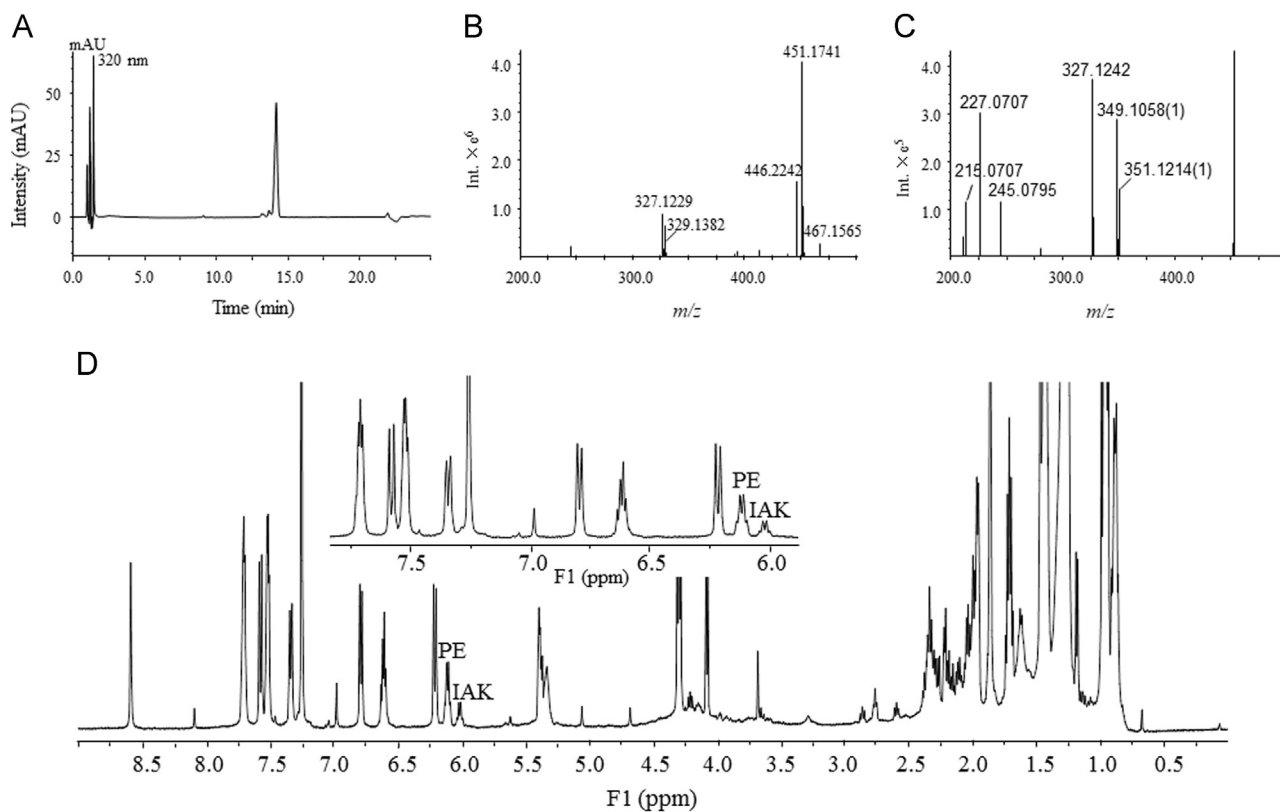 A
mAU
320 nm
50
25
0
Intensity (mAU)
0.0 5.0 10.0 15.0 20.0
Time (min)
B
Int. × e6
4.0
3.0
2.0
1.0
451.1741
446.2242
327.1229
329.1382
467.1565
200.0 300.0 400.0
m/z
C
Int. × e5
4.0
3.0
2.0
1.0
327.1242
227.0707
349.1058(1)
215.0707
351.1214(1)
245.0795
200.0 300.0 400.0
m/z
D
PE
IAK
7.5 7.0 6.5 6.0
F1 (ppm)
PE
IAK
8.5 8.0 7.5 7.0 6.5 6.0 5.5 5.0 4.5 4.0 3.5 3.0 2.5 2.0 1.5 1.0 0.5
F1 (ppm)